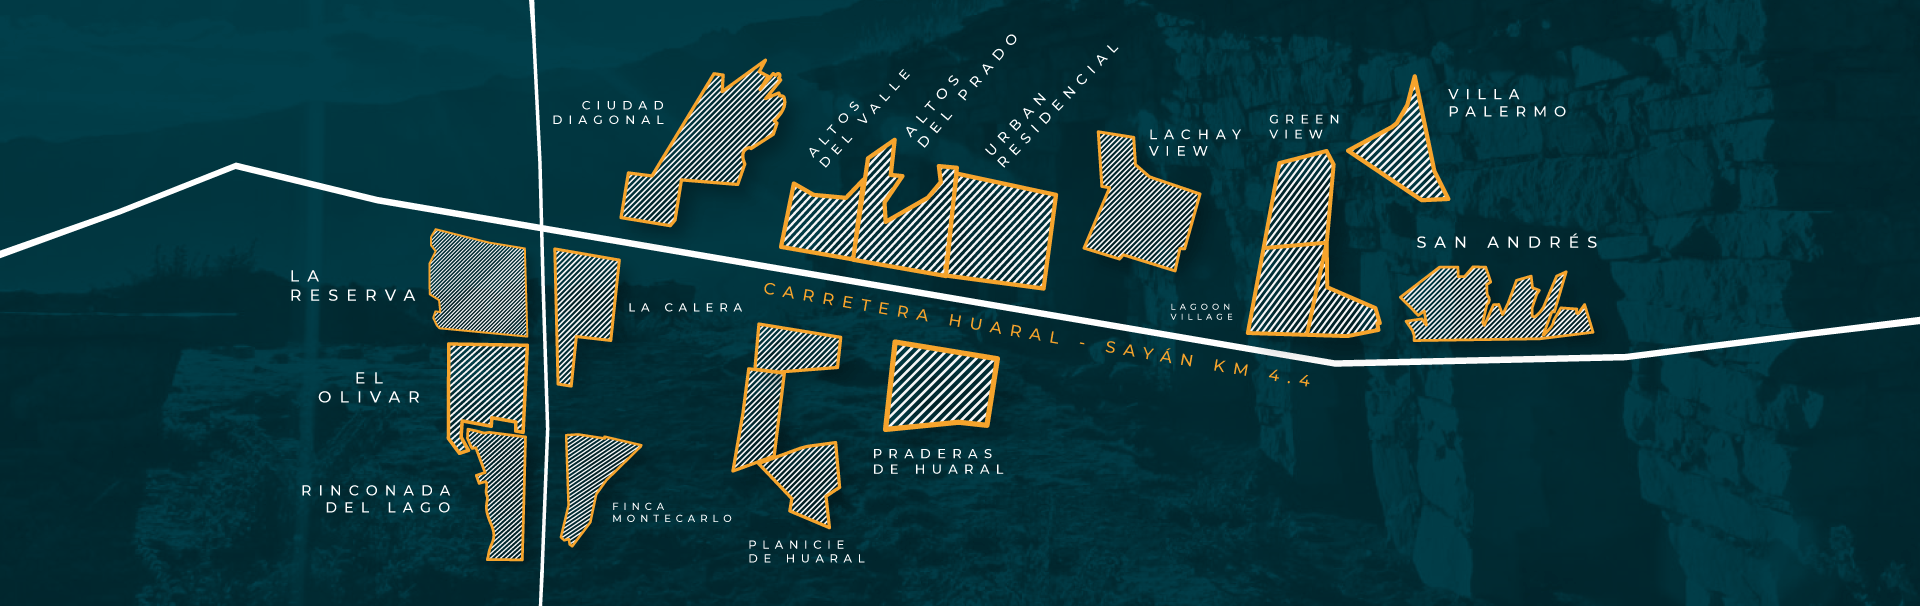 CIUDAD
DIAGONAL
ALTOS
DEL VALLE
ALTOS
DEL PRADO
URBAN
RESIDENCIAL
LACHAY
VIEW
GREEN
VIEW
VILLA
PALERMO
SAN ANDRÉS
LA
RESERVA
LA CALERA
CARRETERA HUARAL - SAYÁN KM 4.4
LAGOON
VILLAGE
EL
OLIVAR
PRADERAS
DE HUARAL
RINCONADA
DEL LAGO
FINCA
MONTECARLO
PLANICIE
DE HUARAL